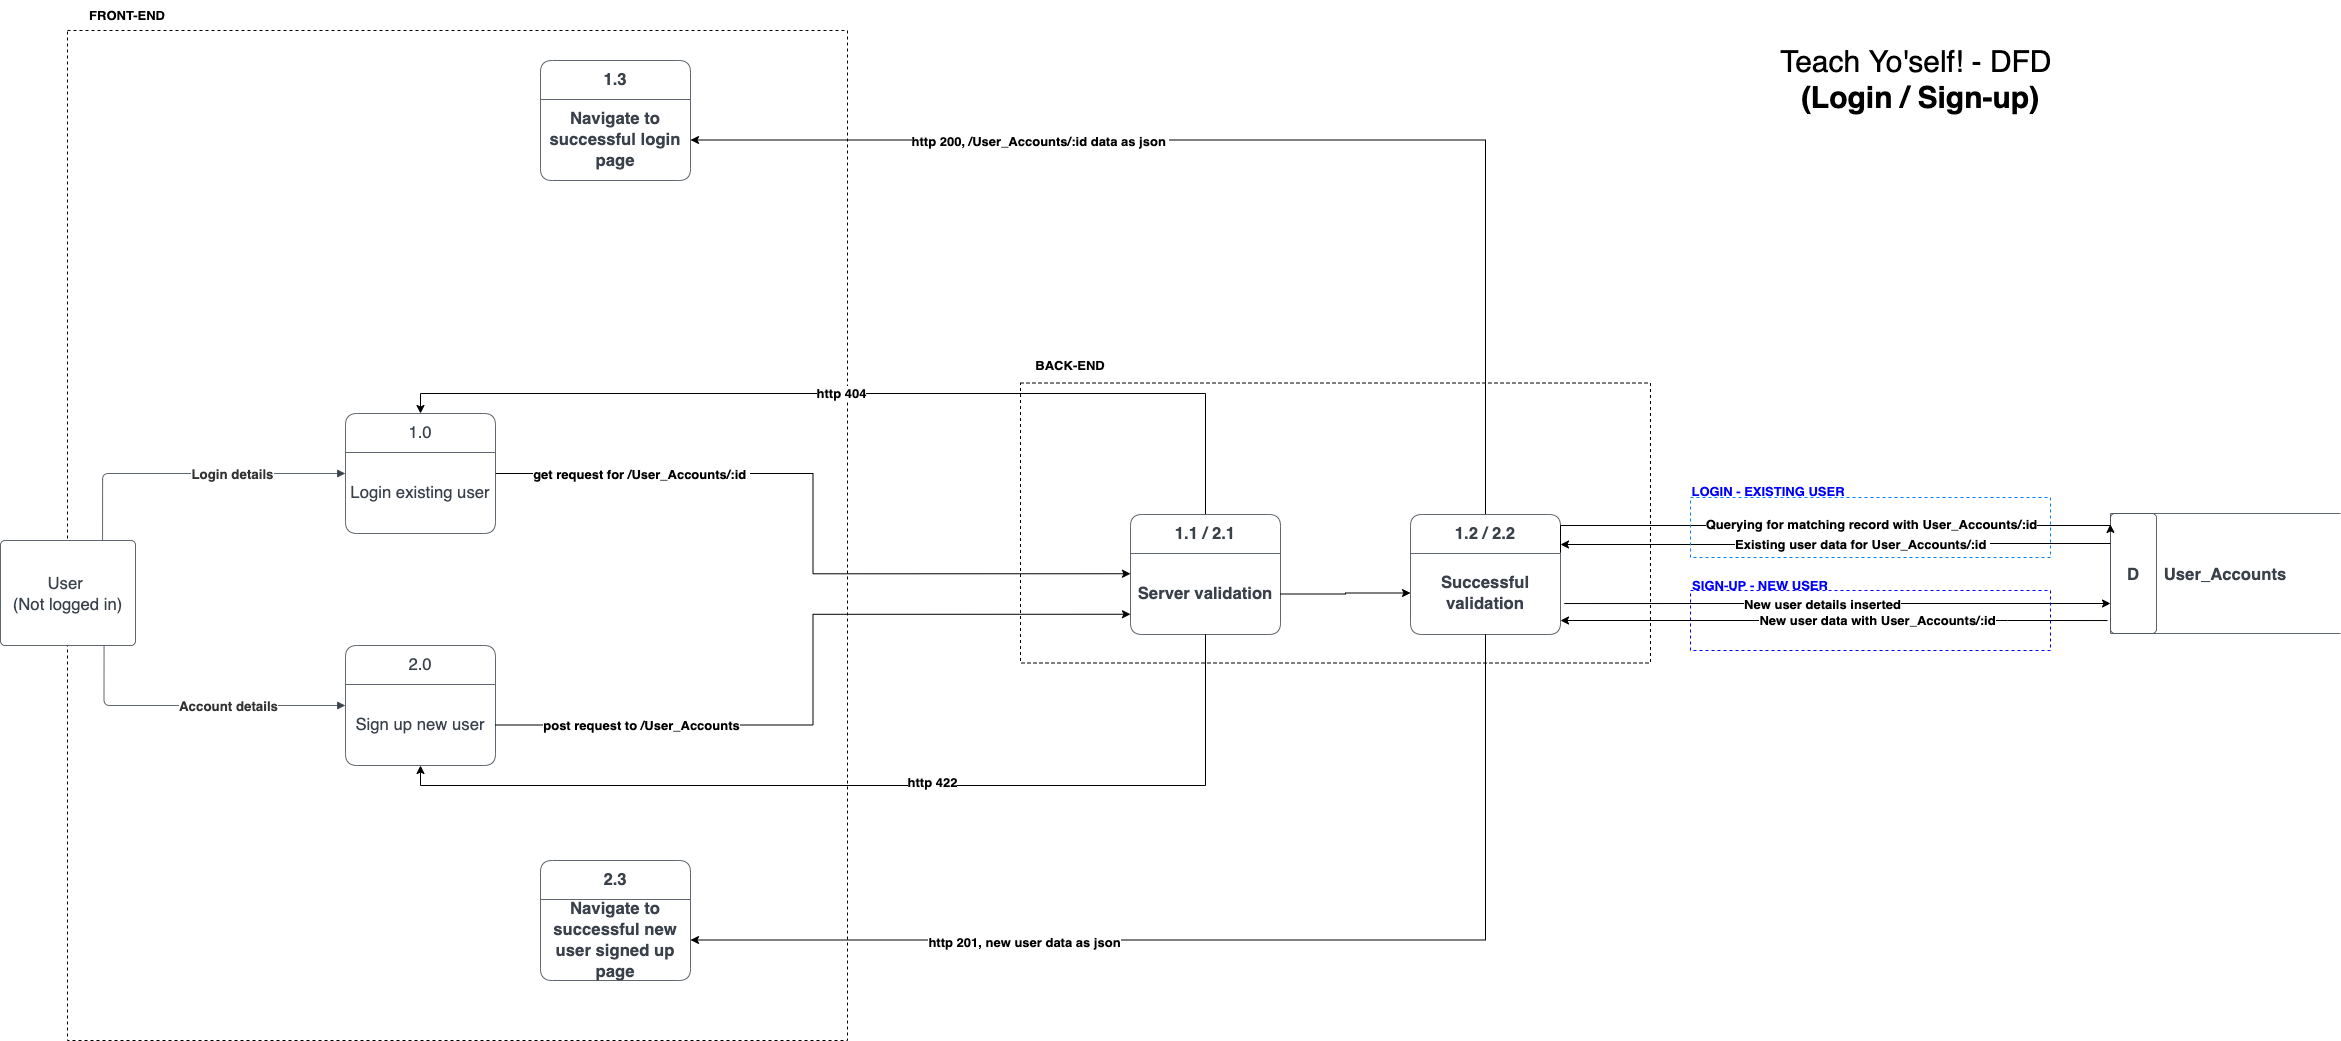 FRONT-END
Teach Yo'self! - DFD
(Login / Sign-up)
1.3
Navigate to
successful login
page
http 200, /User_Accounts/:id data as json
BACK-END
http 404
1.0
Login existing user
Login details
get request for /User_Accounts/:id
User
(Not logged in)
1.1 / 2.1
Server validation
1.2 / 2.2
Successful
validation
LOGIN - EXISTING USER
Querying for matching record with User_Accounts/:id
Existing user data for User_Accounts/:id
SIGN-UP - NEW USER
New user details inserted
New user data with User_Accounts/:id
D
User_Accounts
2.0
Sign up new user
Account details
post request to /User_Accounts
http 422
2.3
Navigate to
successful new
user signed up
page
http 201, new user data as json